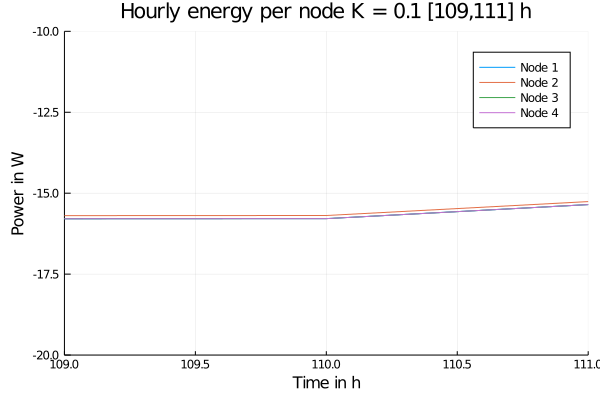 Hourly energy per node K = 0.1 [109,111] h
-10.0
Node 1
Node 2
Node 3
Node 4
-12.5
-15.0
-17.5
-20.0
Power in W
109.0 109.5 110.0 110.5 111.0
Time in h